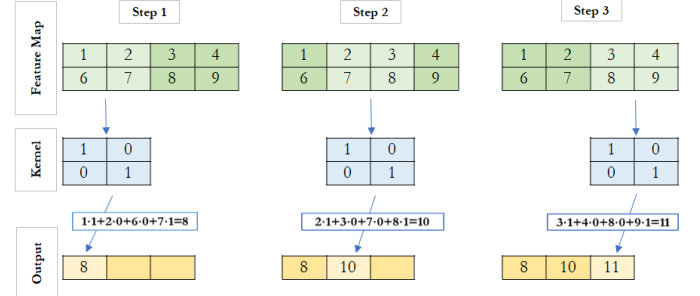 Step 1
Step 2
Step 3
Feature Map
1 2 3 4
6 7 8 9
1 2 3 4
6 7 8 9
1 2 3 4
6 7 8 9
Kernel
1 0
0 1
1 0
0 1
1 0
0 1
1·1+2·0+6·0+7·1=8
2·1+3·0+7·0+8·1=10
3·1+4·0+8·0+9·1=11
Output
8
8 10
8 10 11